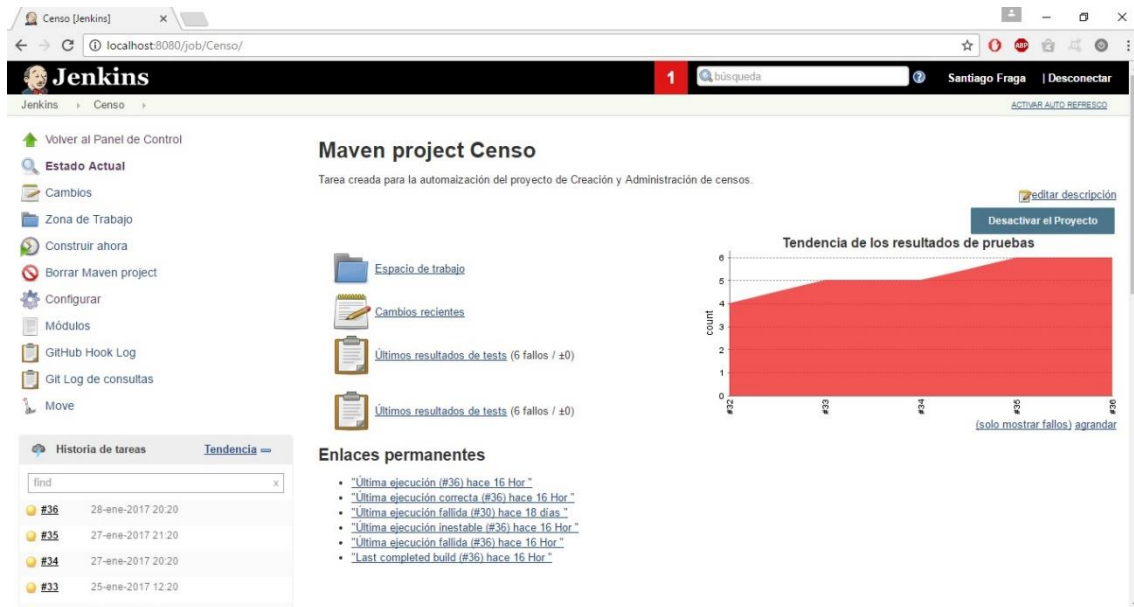 Censo [Jenkins]
localhost:8080/job/Censo/
Jenkins
1
búsqueda
Santiago Fraga
| Desconectar
Jenkins
Censo
ACTIVAR AUTO REFRESCO
Volver al Panel de Control
Estado Actual
Cambios
Zona de Trabajo
Construir ahora
Borrar Maven project
Configurar
Módulos
GitHub Hook Log
Git Log de consultas
Move
Historia de tareas
Tendencia
find
x
#36 28-ene-2017 20:20
#35 27-ene-2017 21:20
#34 27-ene-2017 20:20
#33 25-ene-2017 12:20
Maven project Censo
Tarea creada para la automaización del proyecto de Creación y Administración de censos.
editar descripción
Desactivar el Proyecto
Espacio de trabajo
Cambios recientes
Últimos resultados de tests (6 fallos / ±0)
Últimos resultados de tests (6 fallos / ±0)
Tendencia de los resultados de pruebas
count
6
5
4
3
2
1
0
#32
#33
#34
#35
#36
(solo mostrar fallos) agrandar
Enlaces permanentes
"Última ejecución (#36) hace 16 Hor "
"Última ejecución correcta (#36) hace 16 Hor "
"Última ejecución fallida (#30) hace 18 días "
"Última ejecución inestable (#36) hace 16 Hor "
"Última ejecución fallida (#36) hace 16 Hor "
"Last completed build (#36) hace 16 Hor "